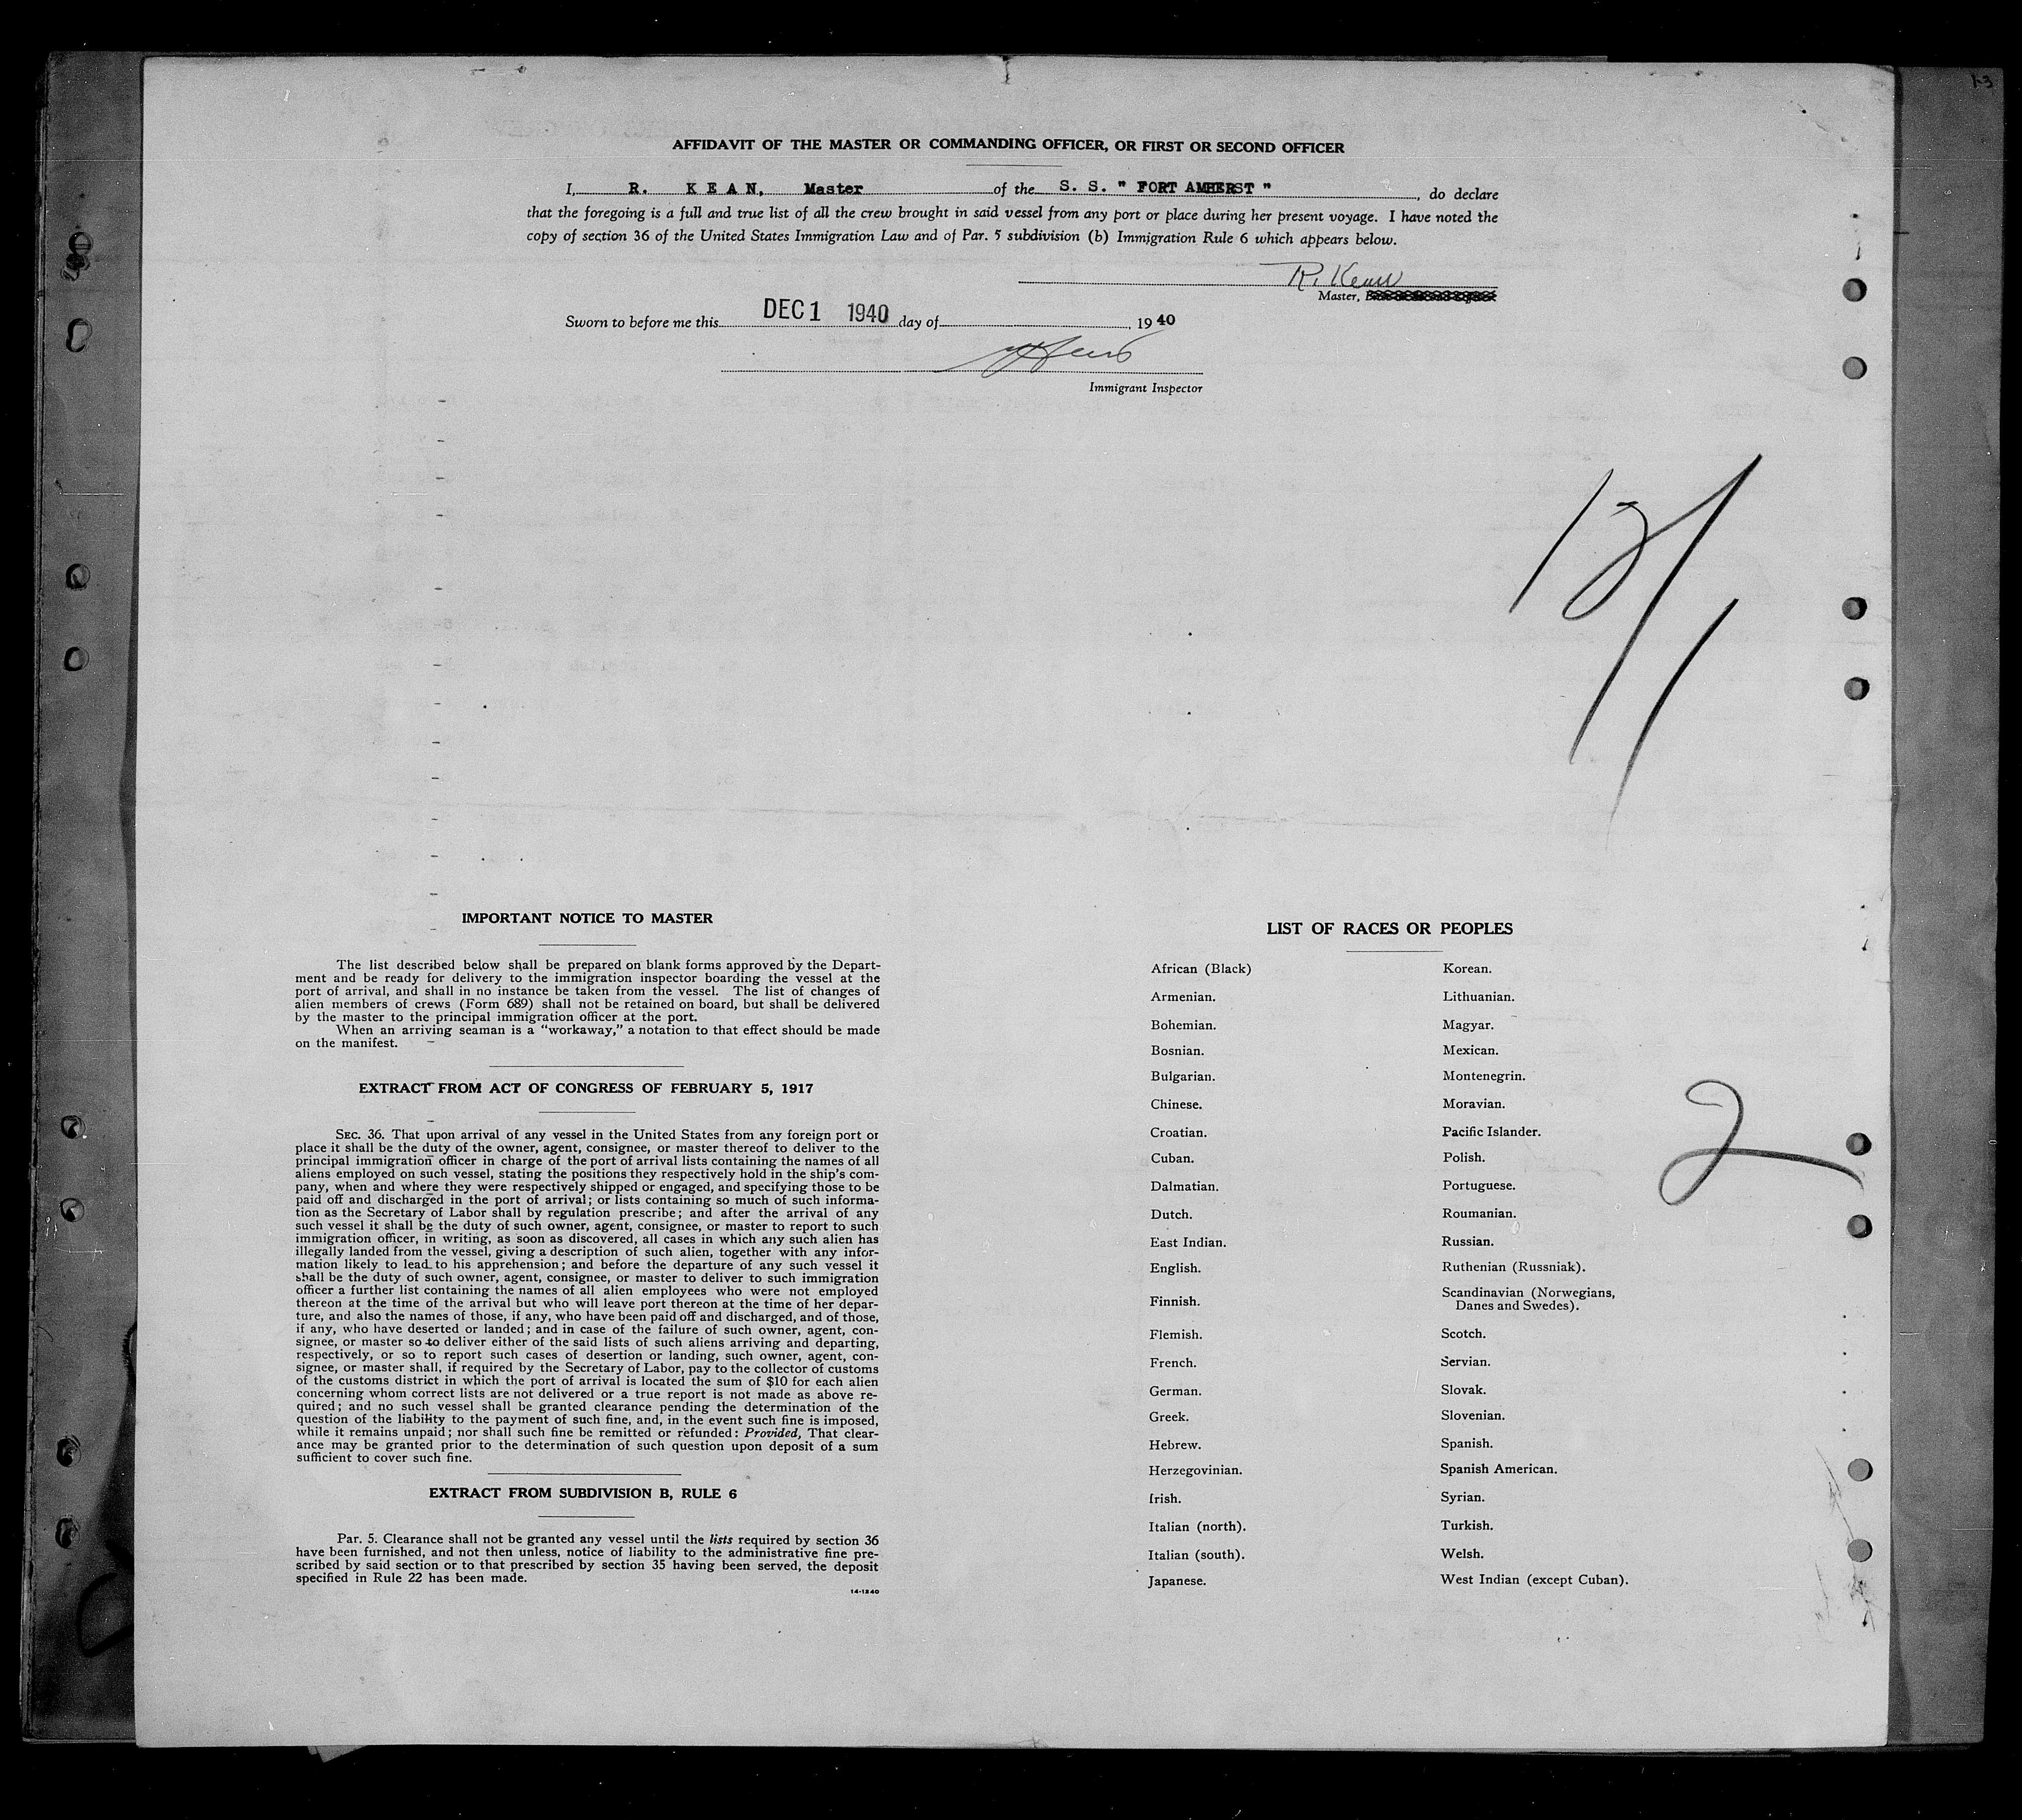 AFFIDAVIT OF THE MASTER OR COMMANDING OFFICER, OR FIRST OR SECOND OFFICER
I, R. KEAN, Master of the S. S. " FORT AMHERST " , do declare
that the foregoing is a full and true list of all the crew brought in said vessel from any port or place during her present voyage. I have noted the
copy of section 36 of the United States Immigration Law and of Par. 5 subdivision (b) Immigration Rule 6 which appears below.
R. Kean
Master,
Sworn to before me this DEC 1 1940 day of , 1940
Immigrant Inspector
12/1
IMPORTANT NOTICE TO MASTER
The list described below shall be prepared on blank forms approved by the Depart-
ment and be ready for delivery to the immigration inspector boarding the vessel at the
port of arrival, and shall in no instance be taken from the vessel. The list of changes of
alien members of crews (Form 689) shall not be retained on board, but shall be delivered
by the master to the principal immigration officer at the port.
When an arriving seaman is a "workaway," a notation to that effect should be made
on the manifest.
EXTRACT FROM ACT OF CONGRESS OF FEBRUARY 5, 1917
SEC. 36. That upon arrival of any vessel in the United States from any foreign port or
place it shall be the duty of the owner, agent, consignee, or master thereof to deliver to the
principal immigration officer in charge of the port of arrival lists containing the names of all
aliens employed on such vessel, stating the positions they respectively hold in the ship's com-
pany, when and where they were respectively shipped or engaged, and specifying those to be
paid off and discharged in the port of arrival; or lists containing so much of such informa-
tion as the Secretary of Labor shall by regulation prescribe; and after the arrival of any
such vessel it shall be the duty of such owner, agent, consignee, or master to report to such
immigration officer, in writing, as soon as discovered, all cases in which any such alien has
illegally landed from the vessel, giving a description of such alien, together with any infor-
mation likely to lead to his apprehension; and before the departure of any such vessel it
shall be the duty of such owner, agent, consignee, or master to deliver to such immigration
officer a further list containing the names of all alien employees who were not employed
thereon at the time of the arrival but who will leave port thereon at the time of her depar-
ture, and also the names of those, if any, who have been paid off and discharged, and of those,
if any, who have deserted or landed; and in case of the failure of such owner, agent, con-
signee, or master so to deliver either of the said lists of such aliens arriving and departing,
respectively, or so to report such cases of desertion or landing, such owner, agent, con-
signee, or master shall, if required by the Secretary of Labor, pay to the collector of customs
of the customs district in which the port of arrival is located the sum of $10 for each alien
concerning whom correct lists are not delivered or a true report is not made as above re-
quired; and no such vessel shall be granted clearance pending the determination of the
question of the liability to the payment of such fine, and, in the event such fine is imposed,
while it remains unpaid; nor shall such fine be remitted or refunded: Provided, That clear-
ance may be granted prior to the determination of such question upon deposit of a sum
sufficient to cover such fine.
EXTRACT FROM SUBDIVISION B, RULE 6
Par. 5. Clearance shall not be granted any vessel until the lists required by section 36
have been furnished, and not then unless, notice of liability to the administrative fine pre-
scribed by said section or to that prescribed by section 35 having been served, the deposit
specified in Rule 22 has been made.
14-1240
LIST OF RACES OR PEOPLES
African (Black)
Armenian.
Bohemian.
Bosnian.
Bulgarian.
Chinese.
Croatian.
Cuban.
Dalmatian.
Dutch.
East Indian.
English.
Finnish.
Flemish.
French.
German.
Greek.
Hebrew.
Herzegovinian.
Irish.
Italian (north).
Italian (south).
Japanese.
Korean.
Lithuanian.
Magyar.
Mexican.
Montenegrin.
Moravian.
Pacific Islander.
Polish.
Portuguese.
Roumanian.
Russian.
Ruthenian (Russniak).
Scandinavian (Norwegians,
Danes and Swedes).
Scotch.
Servian.
Slovak.
Slovenian.
Spanish.
Spanish American.
Syrian.
Turkish.
Welsh.
West Indian (except Cuban).
2